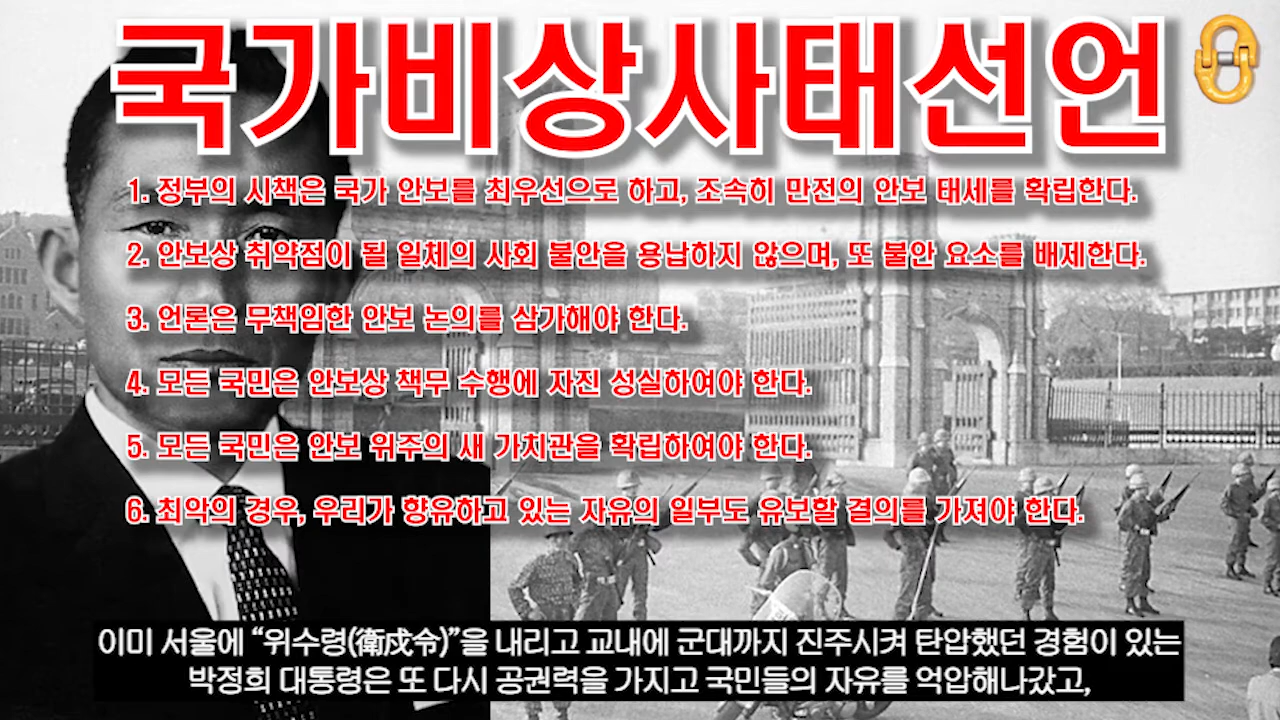 국가비상사태선언
1. 정부의 시책은 국가 안보를 최우선으로 하고, 조속히 만전의 안보 태세를 확립한다.
2. 안보상 취약점이 될 일체의 사회 불안을 용납하지 않으며, 또 불안 요소를 배제한다.
3. 언론은 무책임한 안보 논의를 삼가해야 한다.
4. 모든 국민은 안보상 책무 수행에 자진 성실하여야 한다.
5. 모든 국민은 안보 위주의 새 가치관을 확립하여야 한다.
6. 최악의 경우, 우리가 향유하고 있는 자유의 일부도 유보할 결의를 가져야 한다.
이미 서울에 “위수령(衛戍令)”을 내리고 교내에 군대까지 진주시켜 탄압했던 경험이 있는
박정희 대통령은 또 다시 공권력을 가지고 국민들의 자유를 억압해나갔고,